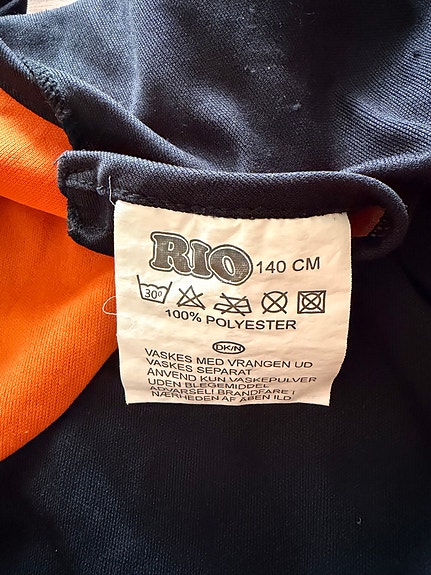 RIO 140 CM
30°
100% POLYESTER
DK/N
VASKES MED VRANGEN UD
VASKES SEPARAT
ANVEND KUN VASKEPULVER
UDEN BLEGEMIDDEL
ADVARSEL! BRANDFARE I
NÆRHEDEN AF ÅBEN ILD